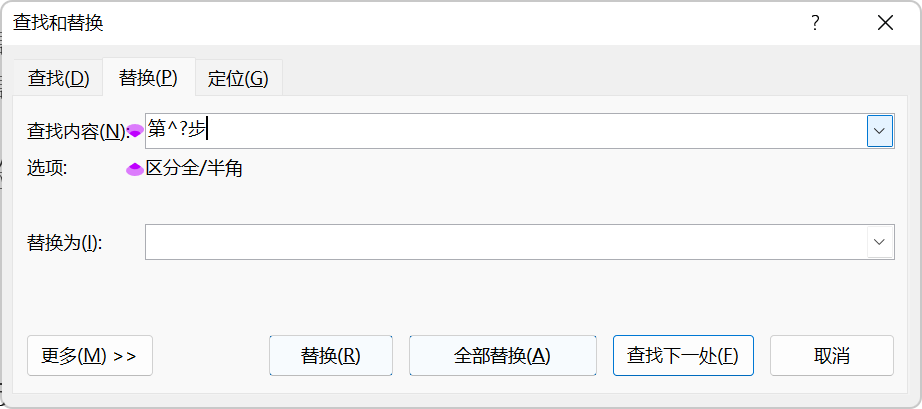 查找和替换 ? ×
查找(D) 替换(P) 定位(G)
查找内容(N): 第^?步
选项: 区分全/半角
替换为(I):
更多(M) >> 替换(R) 全部替换(A) 查找下一处(F) 取消